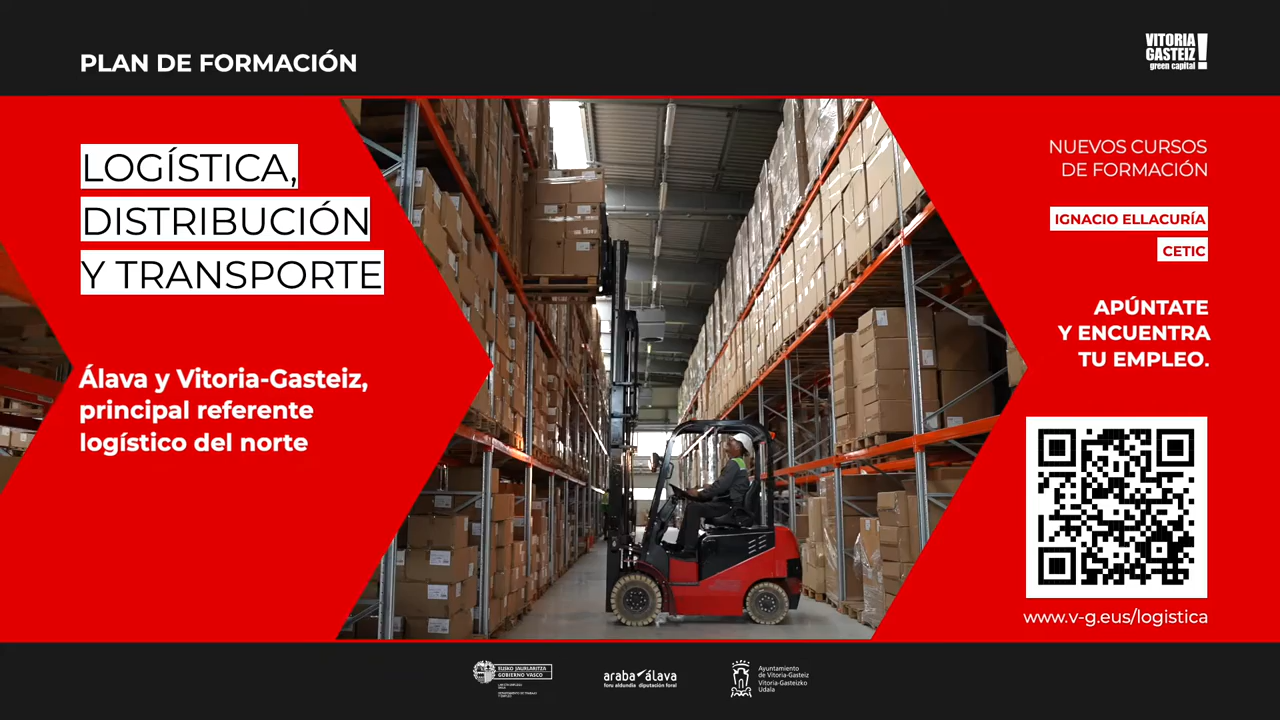 PLAN DE FORMACIÓN
VITORIA
GASTEIZ
green capital
LOGÍSTICA,
DISTRIBUCIÓN
Y TRANSPORTE
Álava y Vitoria-Gasteiz,
principal referente
logístico del norte
NUEVOS CURSOS
DE FORMACIÓN
IGNACIO ELLACURÍA
CETIC
APÚNTATE
Y ENCUENTRA
TU EMPLEO.
www.v-g.eus/logistica
EUSKO JAURLARITZA
GOBIERNO VASCO
araba álava
foru aldundia diputación foral
Ayuntamiento
de Vitoria-Gasteiz
Vitoria-Gasteizko
Udala